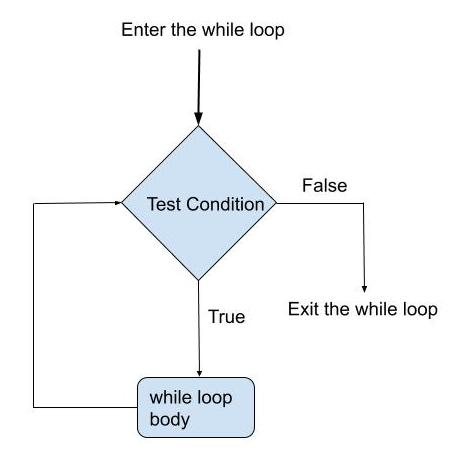 Enter the while loop
Test Condition
False
True
Exit the while loop
while loop
body